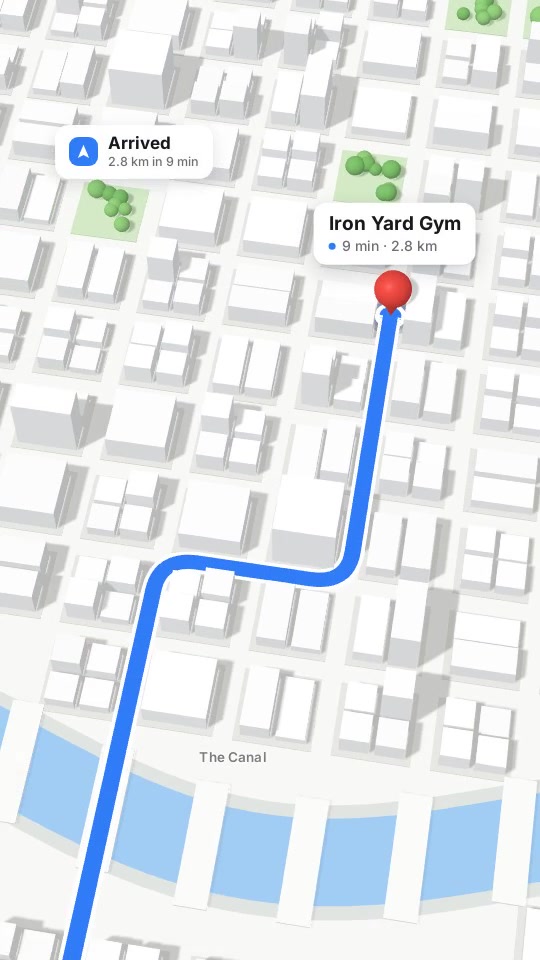 Arrived
2.8 km in 9 min
Iron Yard Gym
9 min · 2.8 km
The Canal